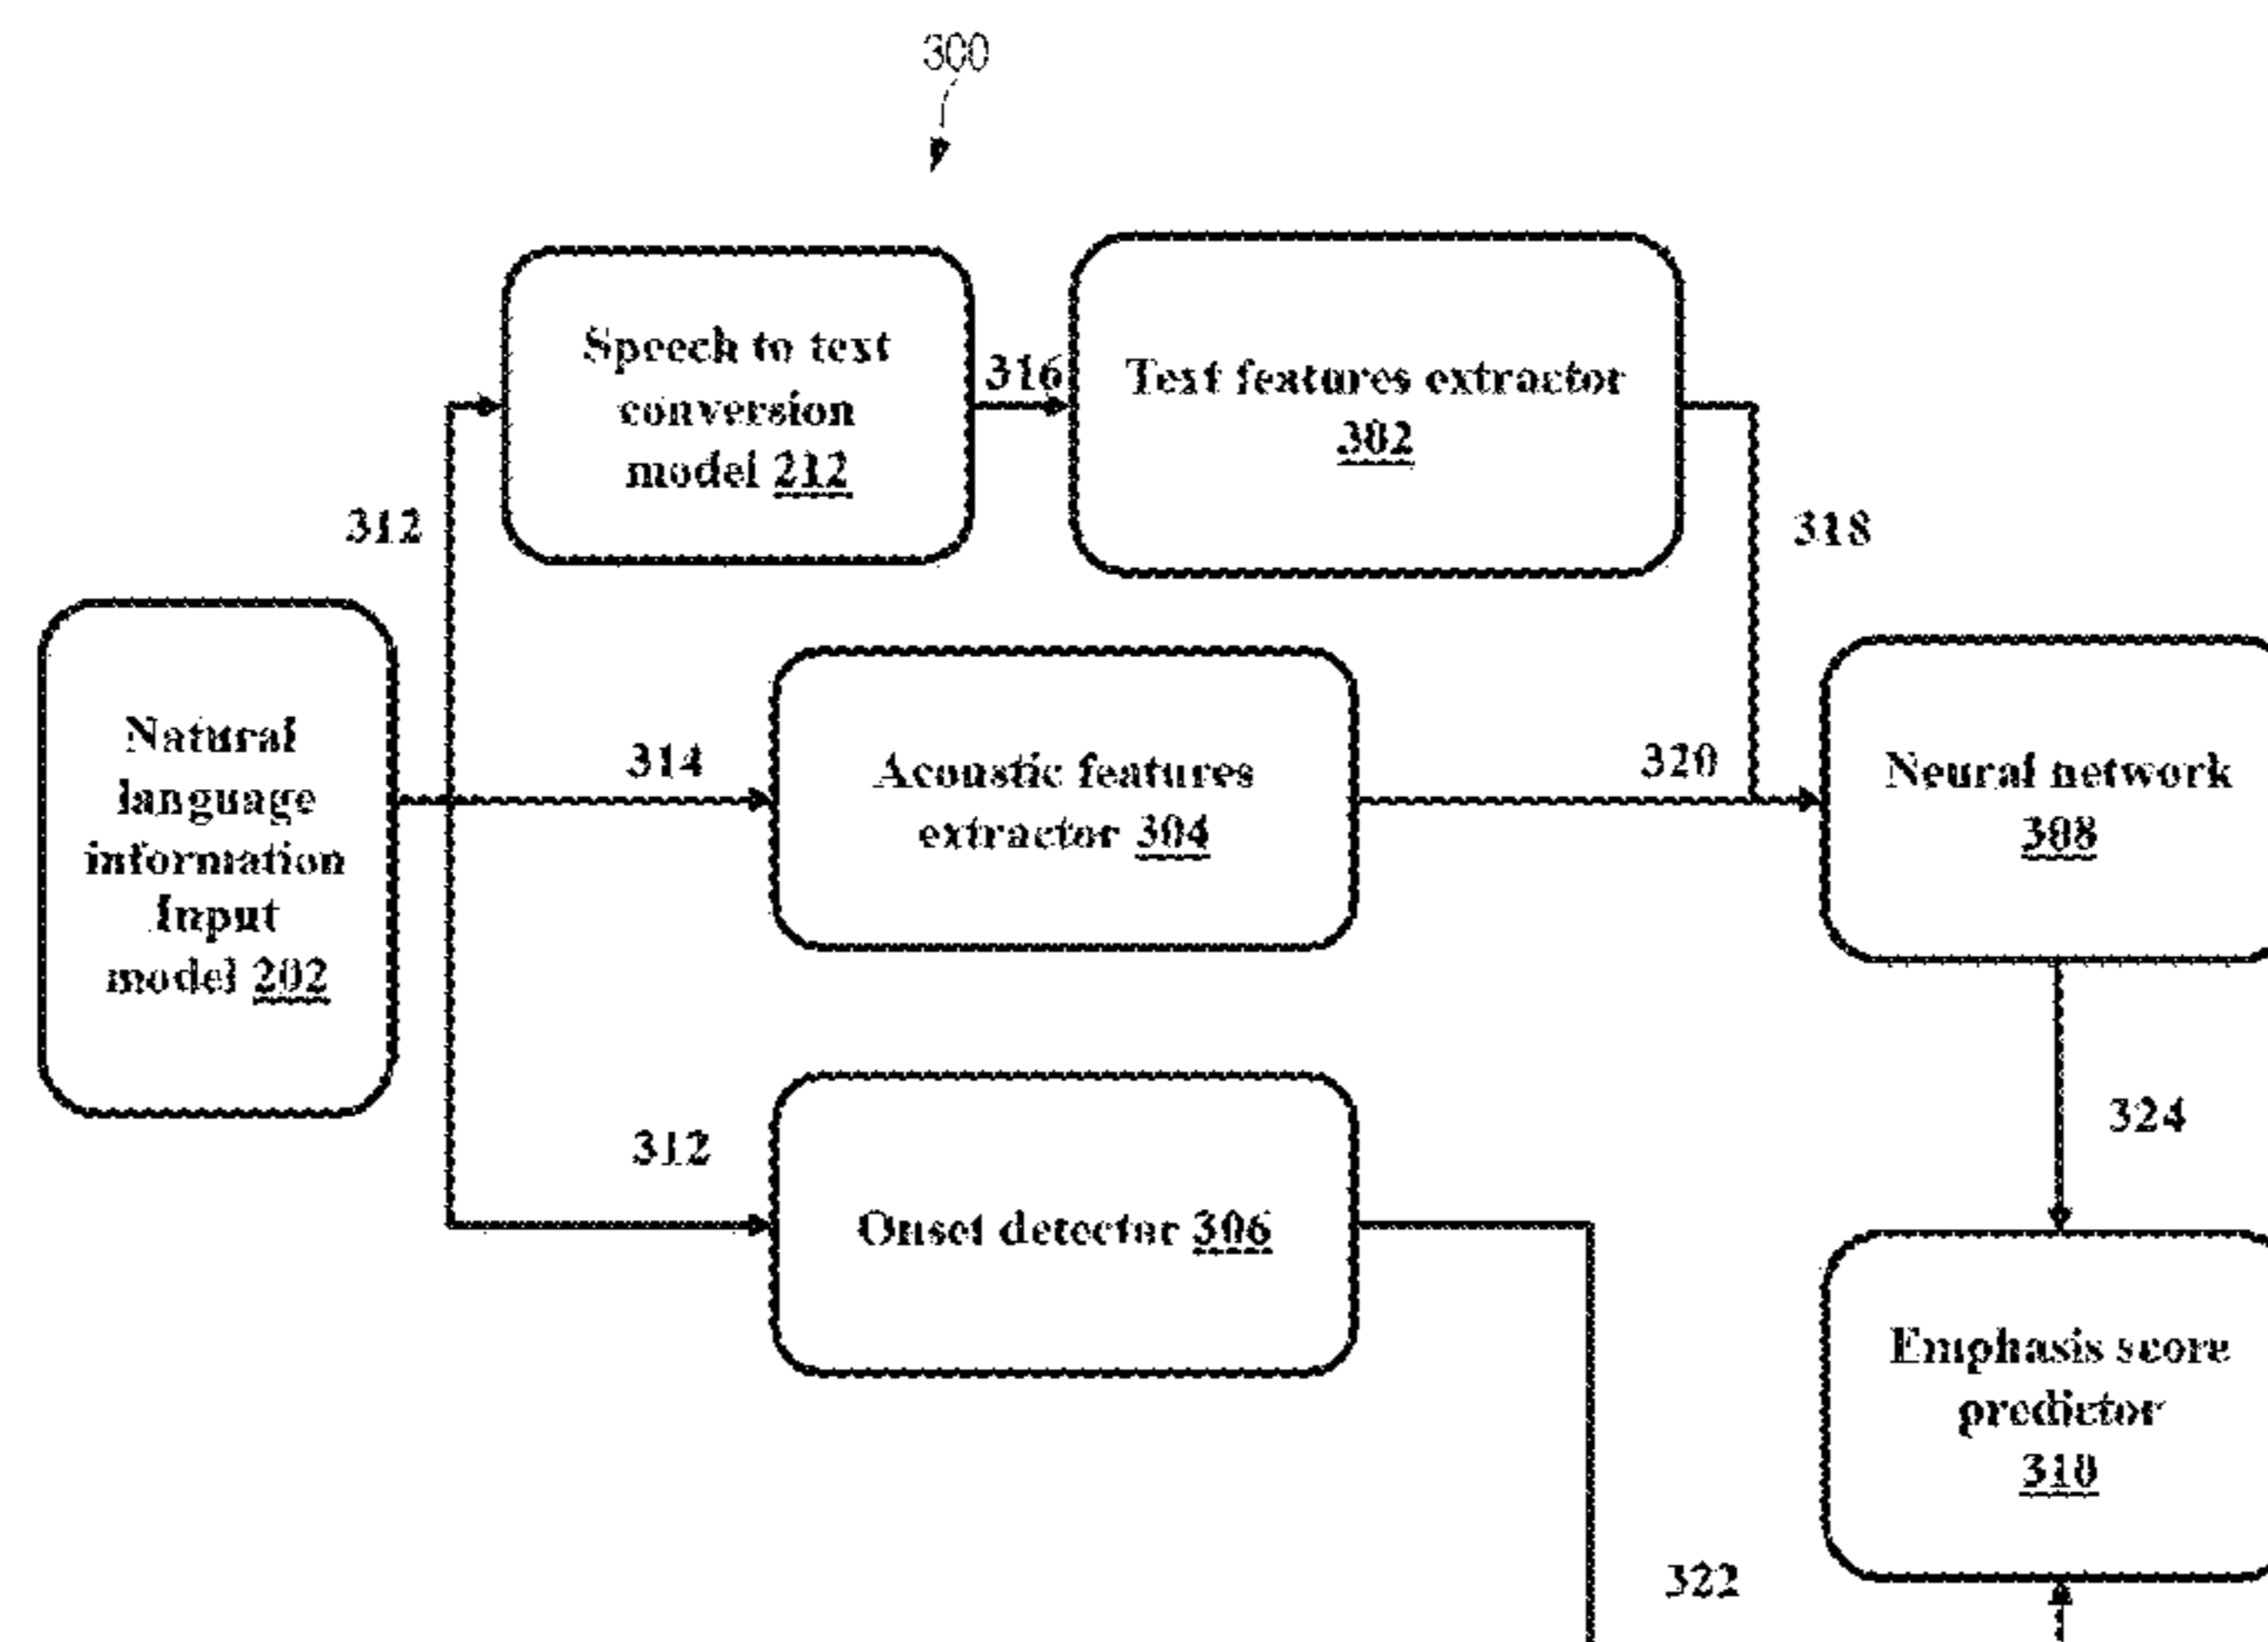 300
Speech to text
conversion
model 212
316
Text features extractor
302
312
318
Natural
language
information
Input
model 202
314
Acoustic features
extractor 304
320
Neural network
308
312
Onset detector 306
324
Emphasis score
predictor
310
322